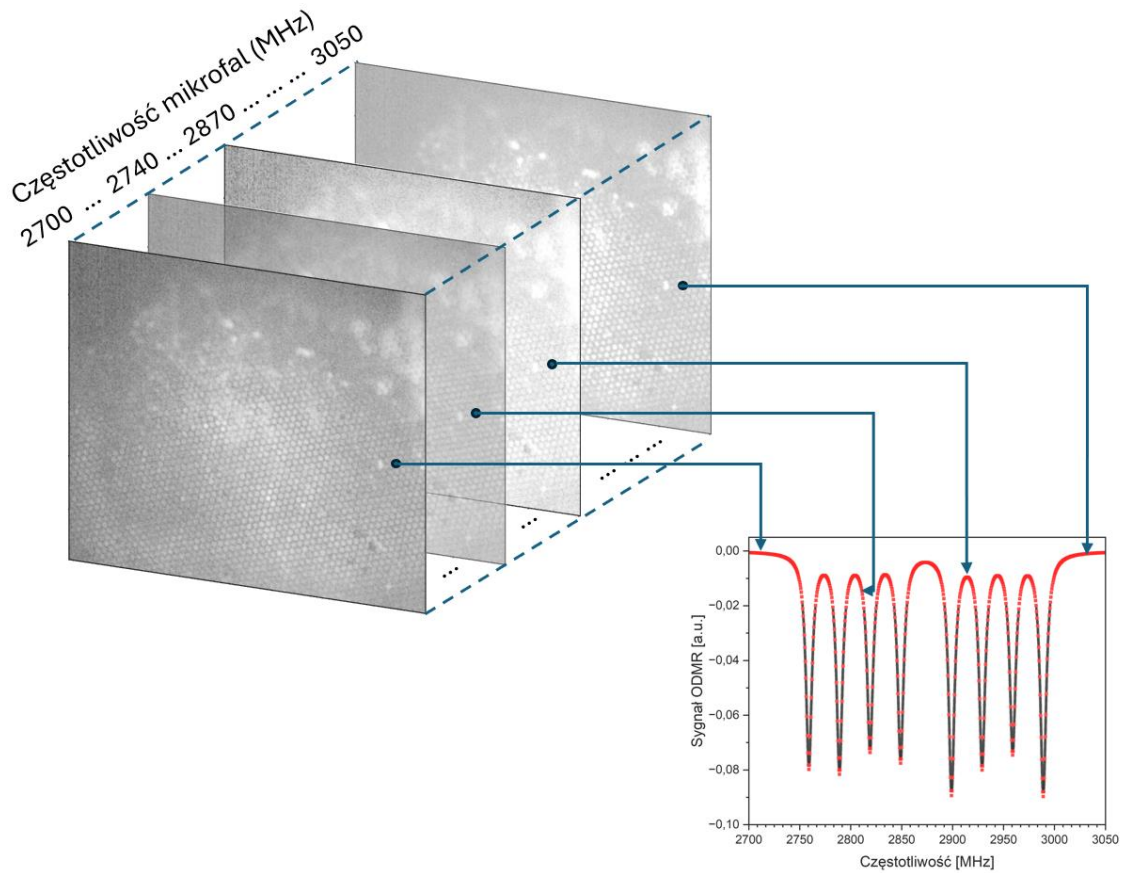 Częstotliwość mikrofal (MHz)
2700 ... 2740 ... 2870 ... ... ... 3050
...
...
... ... ...
0,00
−0,02
−0,04
−0,06
−0,08
−0,10
Sygnał ODMR [a.u.]
2700 2750 2800 2850 2900 2950 3000 3050
Częstotliwość [MHz]